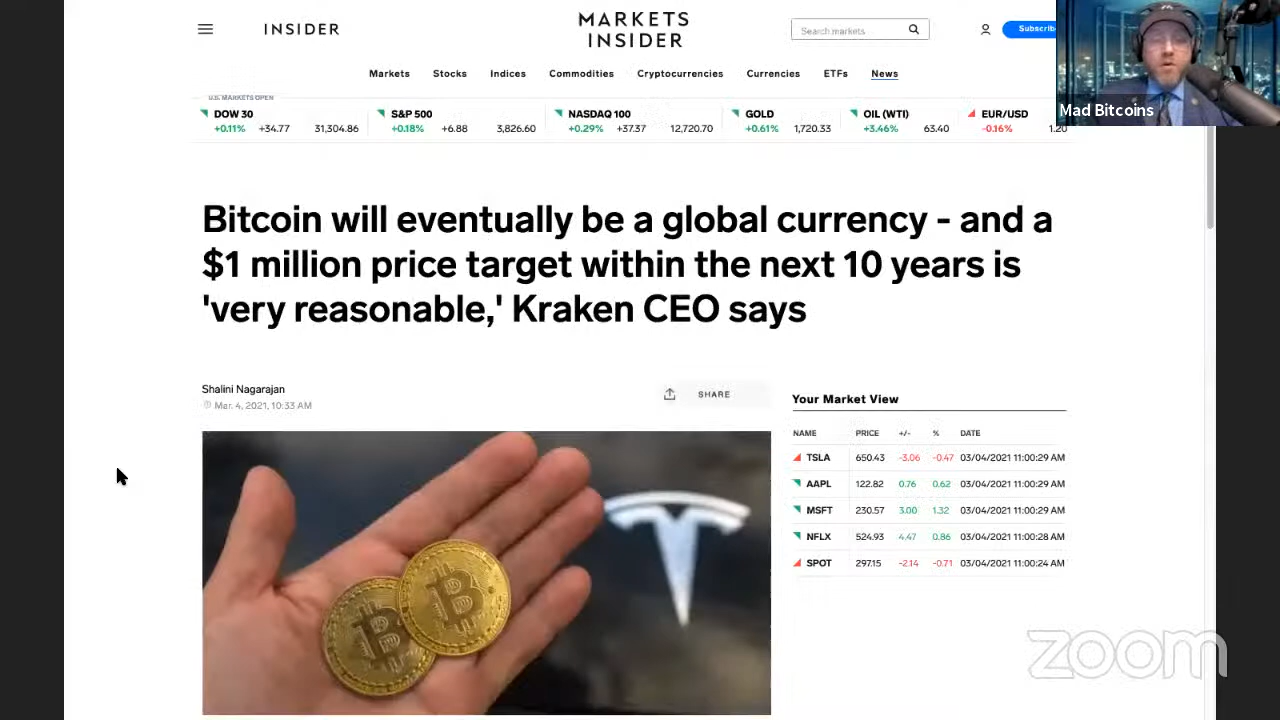 INSIDER
MARKETS
INSIDER
Search markets
Subscribe
Mad Bitcoins
Markets Stocks Indices Commodities Cryptocurrencies Currencies ETFs News
U.S. MARKETS OPEN
DOW 30 S&P 500 NASDAQ 100 GOLD OIL (WTI) EUR/USD
+0.11% +34.77 31,304.86 +0.18% +6.88 3,826.60 +0.29% +37.37 12,720.70 +0.61% 1,720.33 +3.46% 63.40 -0.16% 1.20
Bitcoin will eventually be a global currency - and a
$1 million price target within the next 10 years is
'very reasonable,' Kraken CEO says
Shalini Nagarajan
Mar. 4, 2021, 10:33 AM
SHARE
Your Market View
NAME PRICE +/- % DATE
TSLA 650.43 -3.06 -0.47 03/04/2021 11:00:29 AM
AAPL 122.82 0.76 0.62 03/04/2021 11:00:29 AM
MSFT 230.57 3.00 1.32 03/04/2021 11:00:29 AM
NFLX 524.93 4.47 0.86 03/04/2021 11:00:28 AM
SPOT 297.15 -2.14 -0.71 03/04/2021 11:00:24 AM
zoom